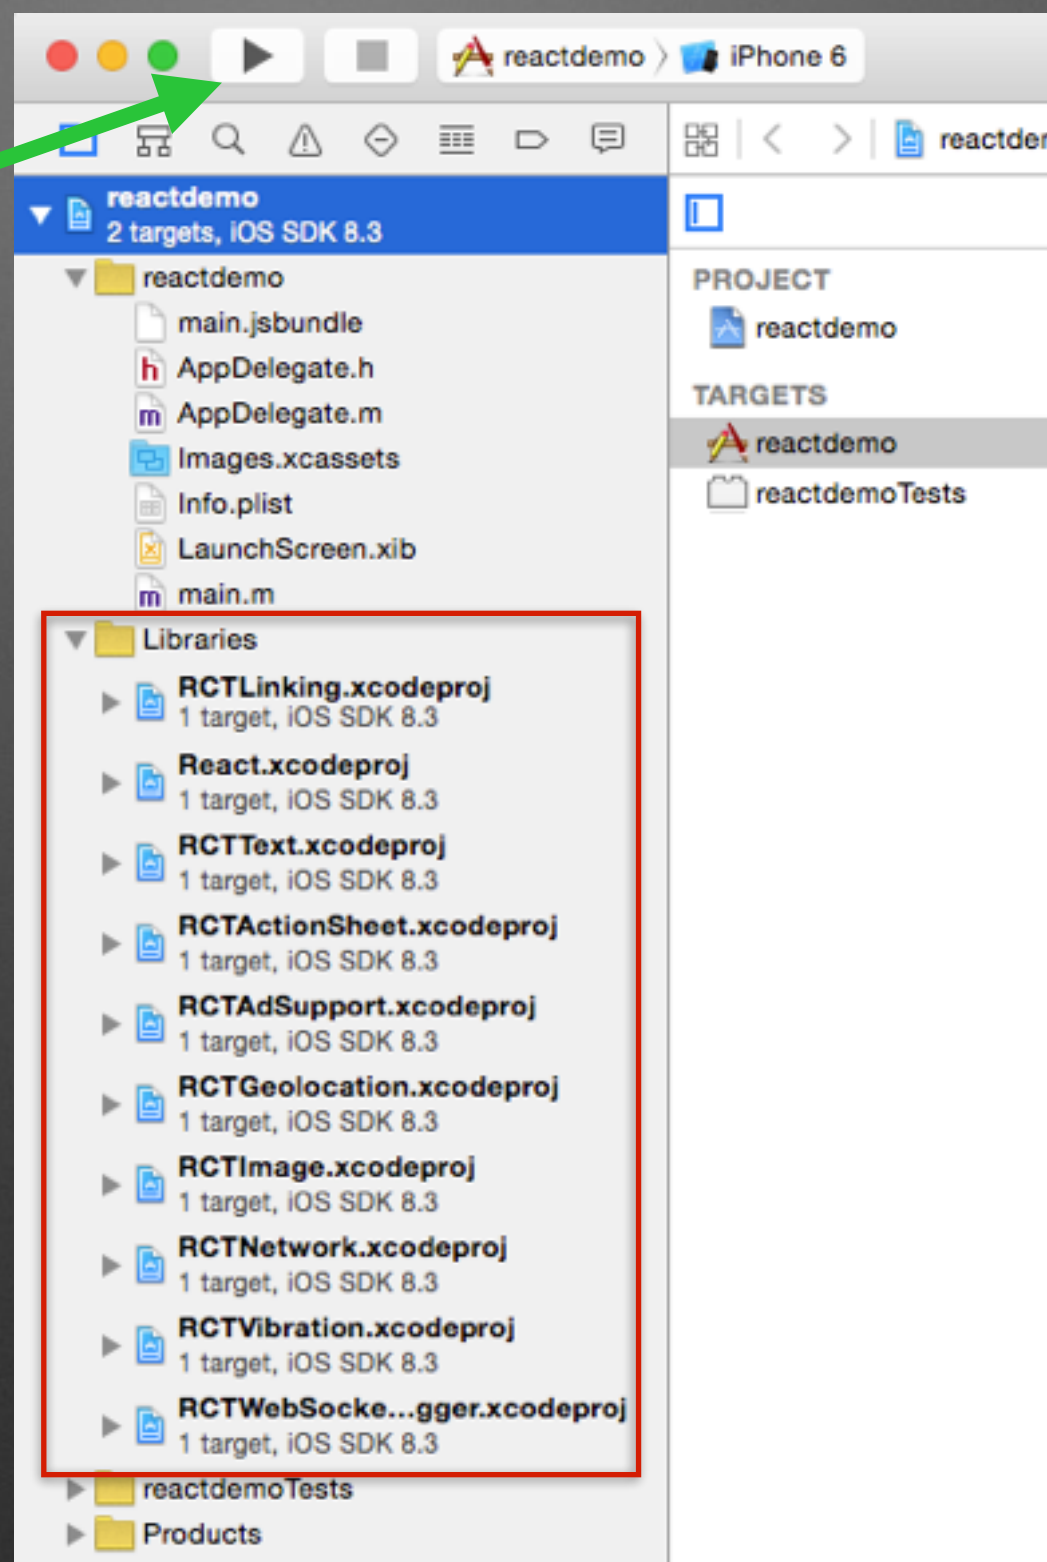 reactdemo iPhone 6
reactdemo
2 targets, iOS SDK 8.3
reactdemo
main.jsbundle
h AppDelegate.h
m AppDelegate.m
Images.xcassets
Info.plist
LaunchScreen.xib
m main.m
Libraries
RCTLinking.xcodeproj
1 target, iOS SDK 8.3
React.xcodeproj
1 target, iOS SDK 8.3
RCTText.xcodeproj
1 target, iOS SDK 8.3
RCTActionSheet.xcodeproj
1 target, iOS SDK 8.3
RCTAdSupport.xcodeproj
1 target, iOS SDK 8.3
RCTGeolocation.xcodeproj
1 target, iOS SDK 8.3
RCTImage.xcodeproj
1 target, iOS SDK 8.3
RCTNetwork.xcodeproj
1 target, iOS SDK 8.3
RCTVibration.xcodeproj
1 target, iOS SDK 8.3
RCTWebSocke...gger.xcodeproj
1 target, iOS SDK 8.3
reactdemoTests
Products
reactder
PROJECT
reactdemo
TARGETS
reactdemo
reactdemoTests